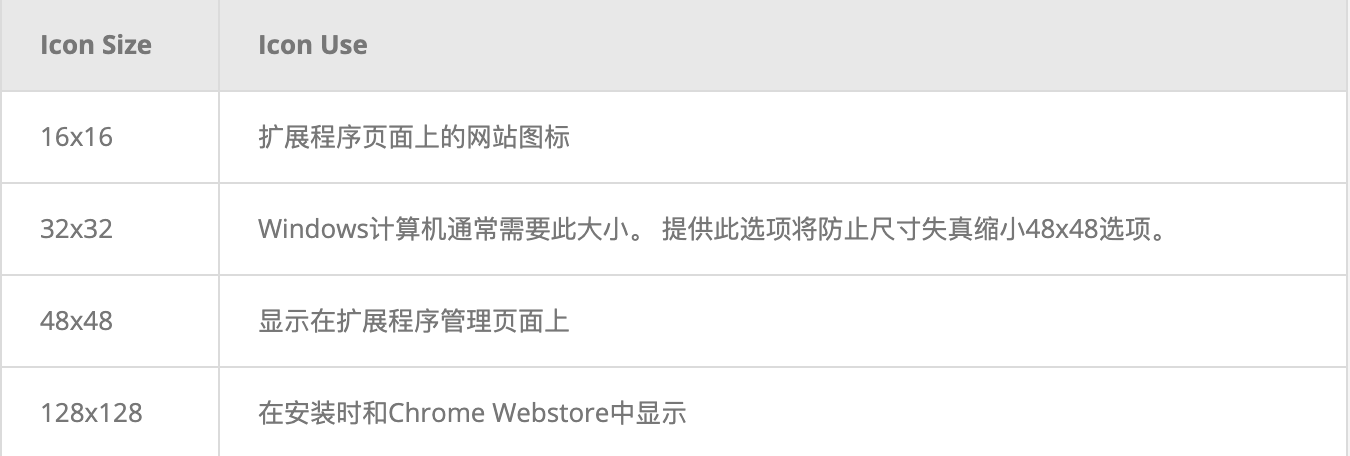 Icon Size Icon Use
16x16 扩展程序页面上的网站图标
32x32 Windows计算机通常需要此大小。 提供此选项将防止尺寸失真缩小48x48选项。
48x48 显示在扩展程序管理页面上
128x128 在安装时和Chrome Webstore中显示